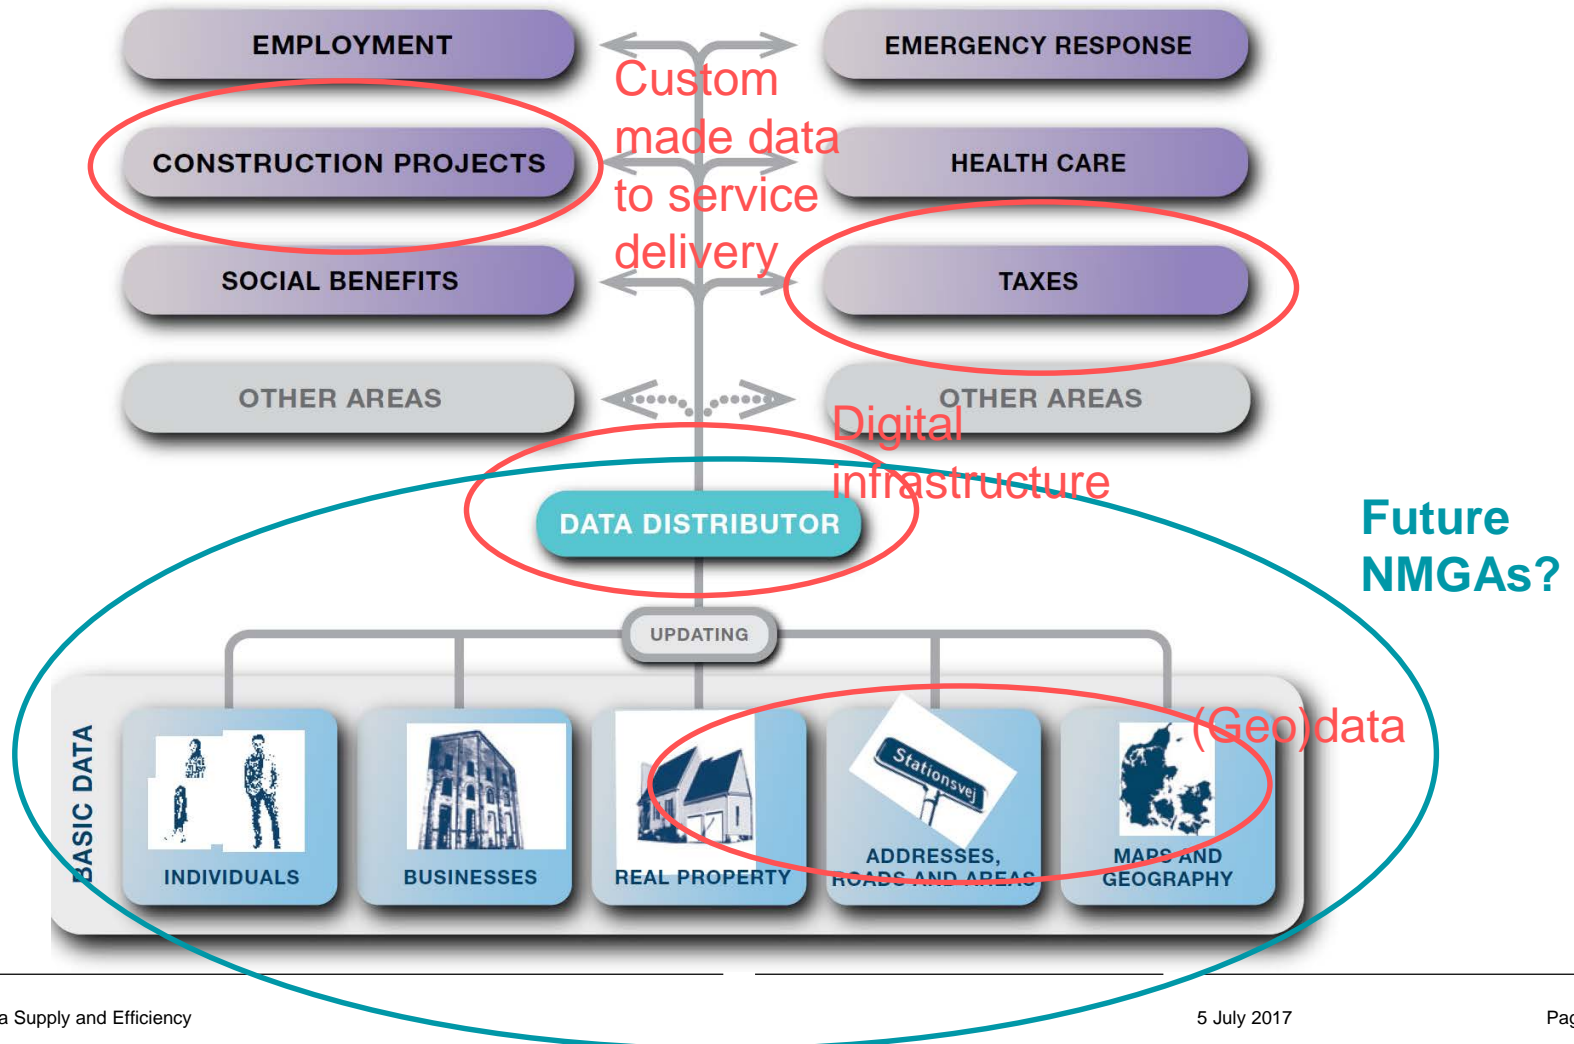 EMPLOYMENT
EMERGENCY RESPONSE
Custom
made data
to service
delivery
CONSTRUCTION PROJECTS
HEALTH CARE
SOCIAL BENEFITS
TAXES
OTHER AREAS
OTHER AREAS
Digital
infrastructure
DATA DISTRIBUTOR
Future
NMGAs?
UPDATING
BASIC DATA
(Geo)data
Stationsvej
INDIVIDUALS
BUSINESSES
REAL PROPERTY
ADDRESSES,
ROADS AND AREAS
MAPS AND
GEOGRAPHY
a Supply and Efficiency
5 July 2017
Pag